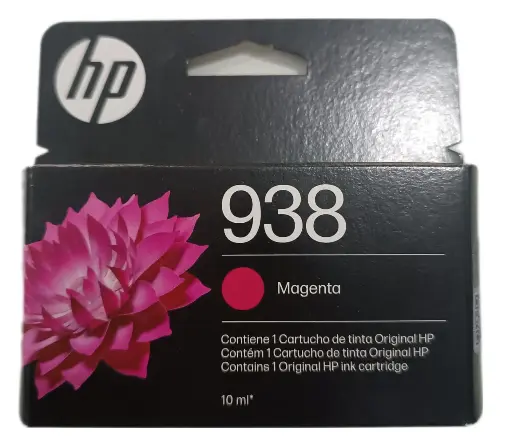 hp
938
Magenta
Contiene 1 Cartucho de tinta Original HP
Contém 1 Cartucho de tinta Original HP
Contains 1 Original HP ink cartridge
10 ml*